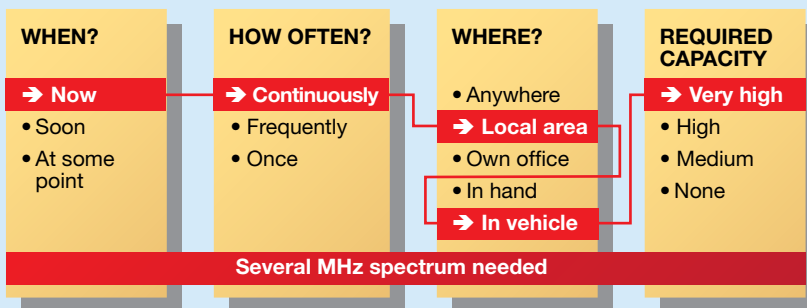 WHEN?
➔ Now
• Soon
• At some
point
HOW OFTEN?
➔ Continuously
• Frequently
• Once
WHERE?
• Anywhere
➔ Local area
• Own office
• In hand
➔ In vehicle
REQUIRED
CAPACITY
➔ Very high
• High
• Medium
• None
Several MHz spectrum needed